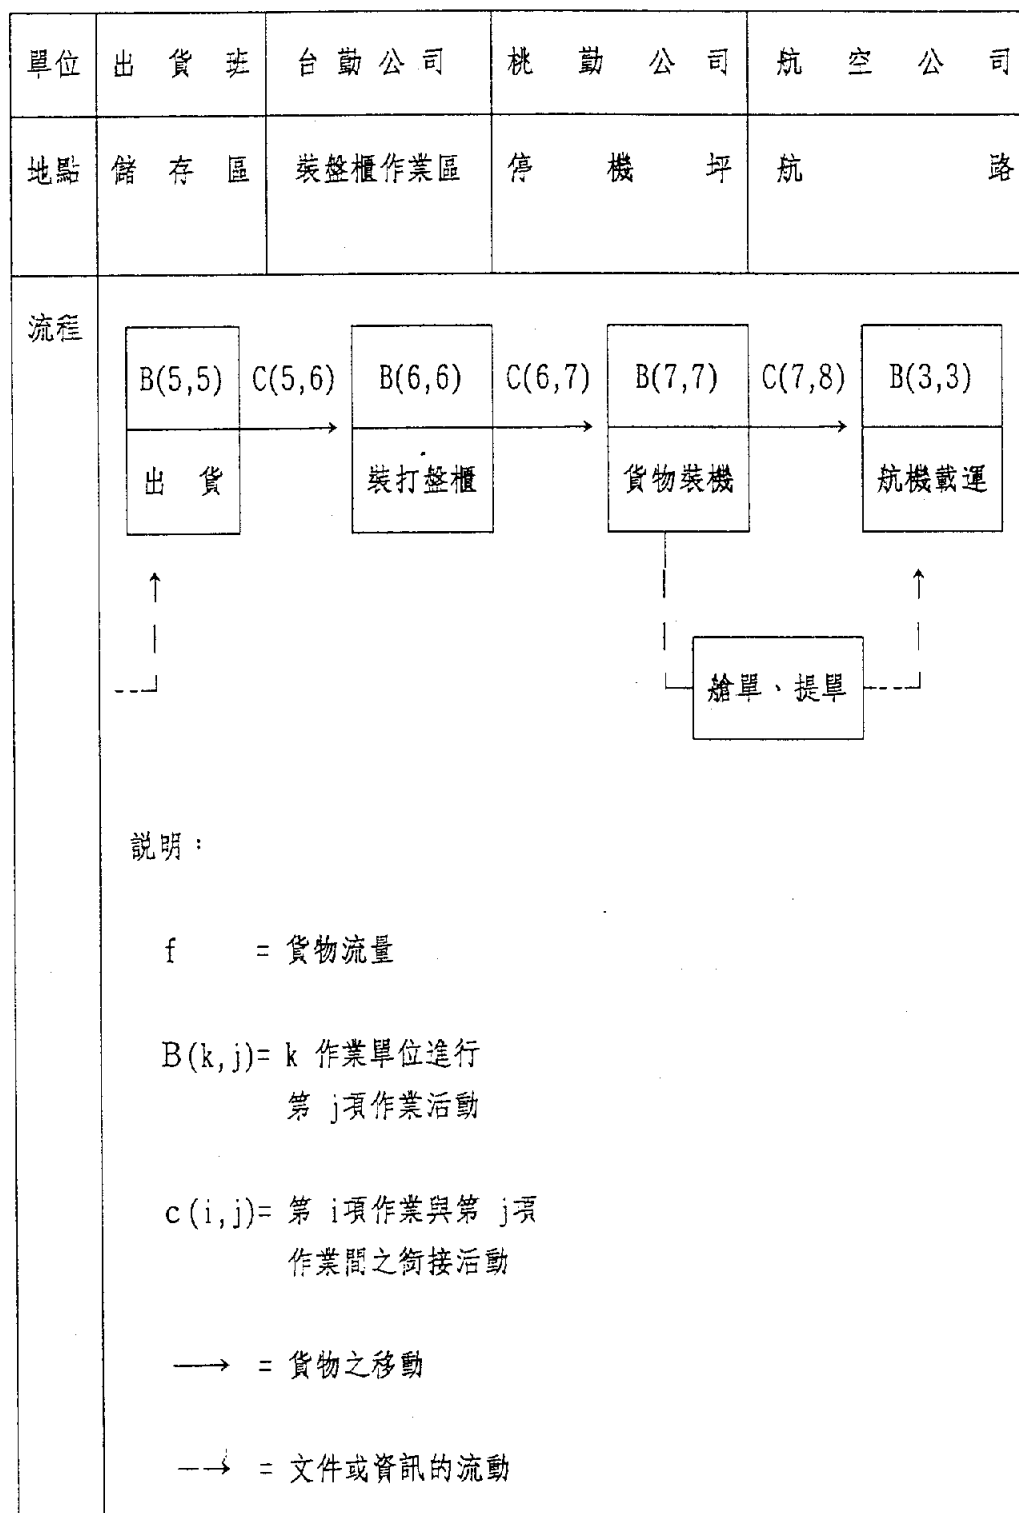 單位 出貨班 台勤公司 桃勤公司 航空公司
地點 儲存區 裝盤櫃作業區 停機坪 航路
流程
B(5,5) C(5,6) B(6,6) C(6,7) B(7,7) C(7,8) B(3,3)
出貨 裝打盤櫃 貨物裝機 航機載運
艙單、提單
說明：
f = 貨物流量
B(k,j)= k 作業單位進行
第 j項作業活動
c(i,j)= 第 i項作業與第 j項
作業間之銜接活動
⟶ = 貨物之移動
--→ = 文件或資訊的流動